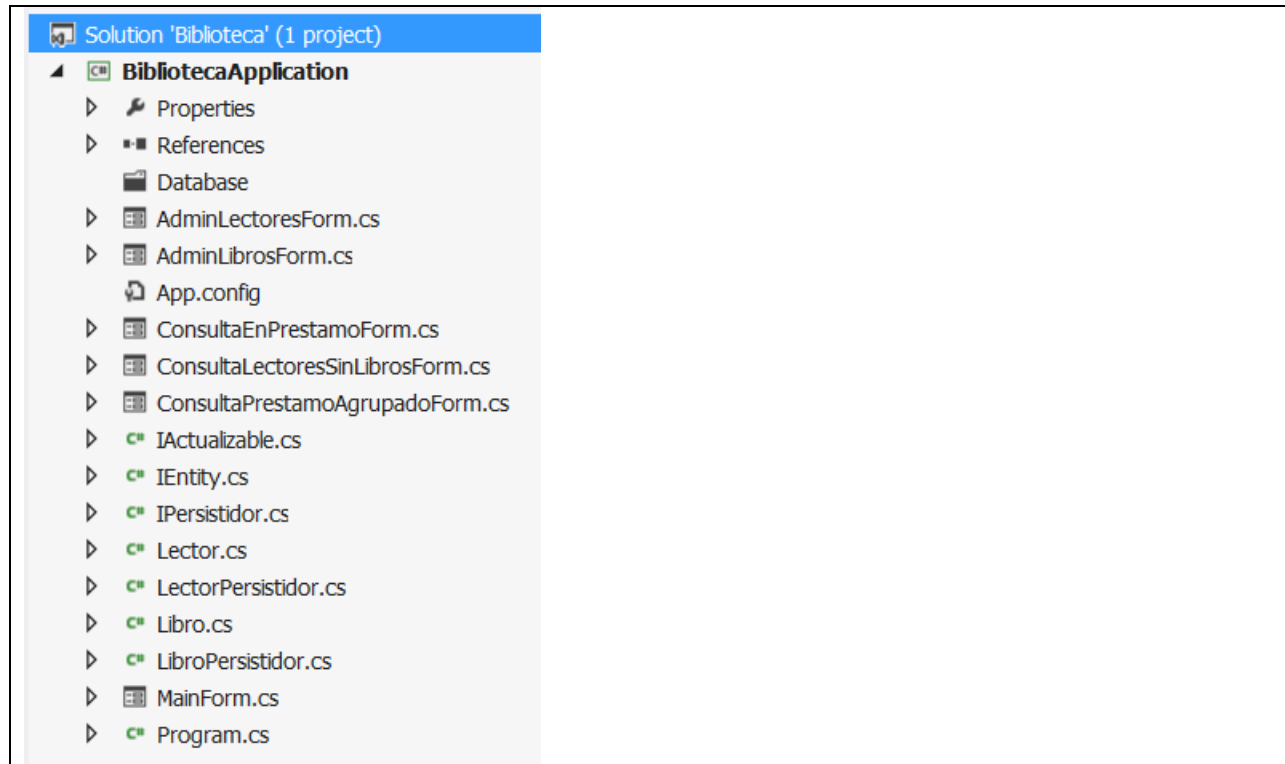 Solution 'Biblioteca' (1 project)
C# BibliotecaApplication
Properties
References
Database
AdminLectoresForm.cs
AdminLibrosForm.cs
App.config
ConsultaEnPrestamoForm.cs
ConsultaLectoresSinLibrosForm.cs
ConsultaPrestamoAgrupadoForm.cs
C# IActualizable.cs
C# IEntity.cs
C# IPersistidor.cs
C# Lector.cs
C# LectorPersistidor.cs
C# Libro.cs
C# LibroPersistidor.cs
MainForm.cs
C# Program.cs